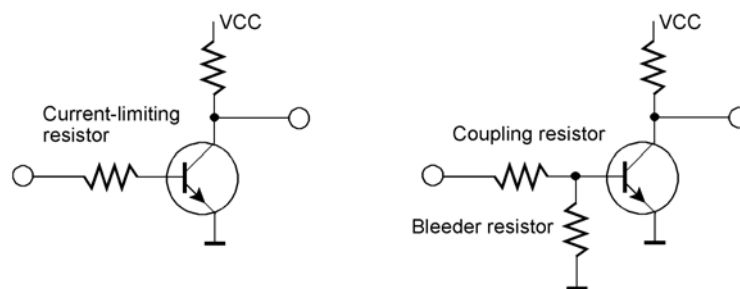 VCC
Current-limiting
resistor
VCC
Coupling resistor
Bleeder resistor